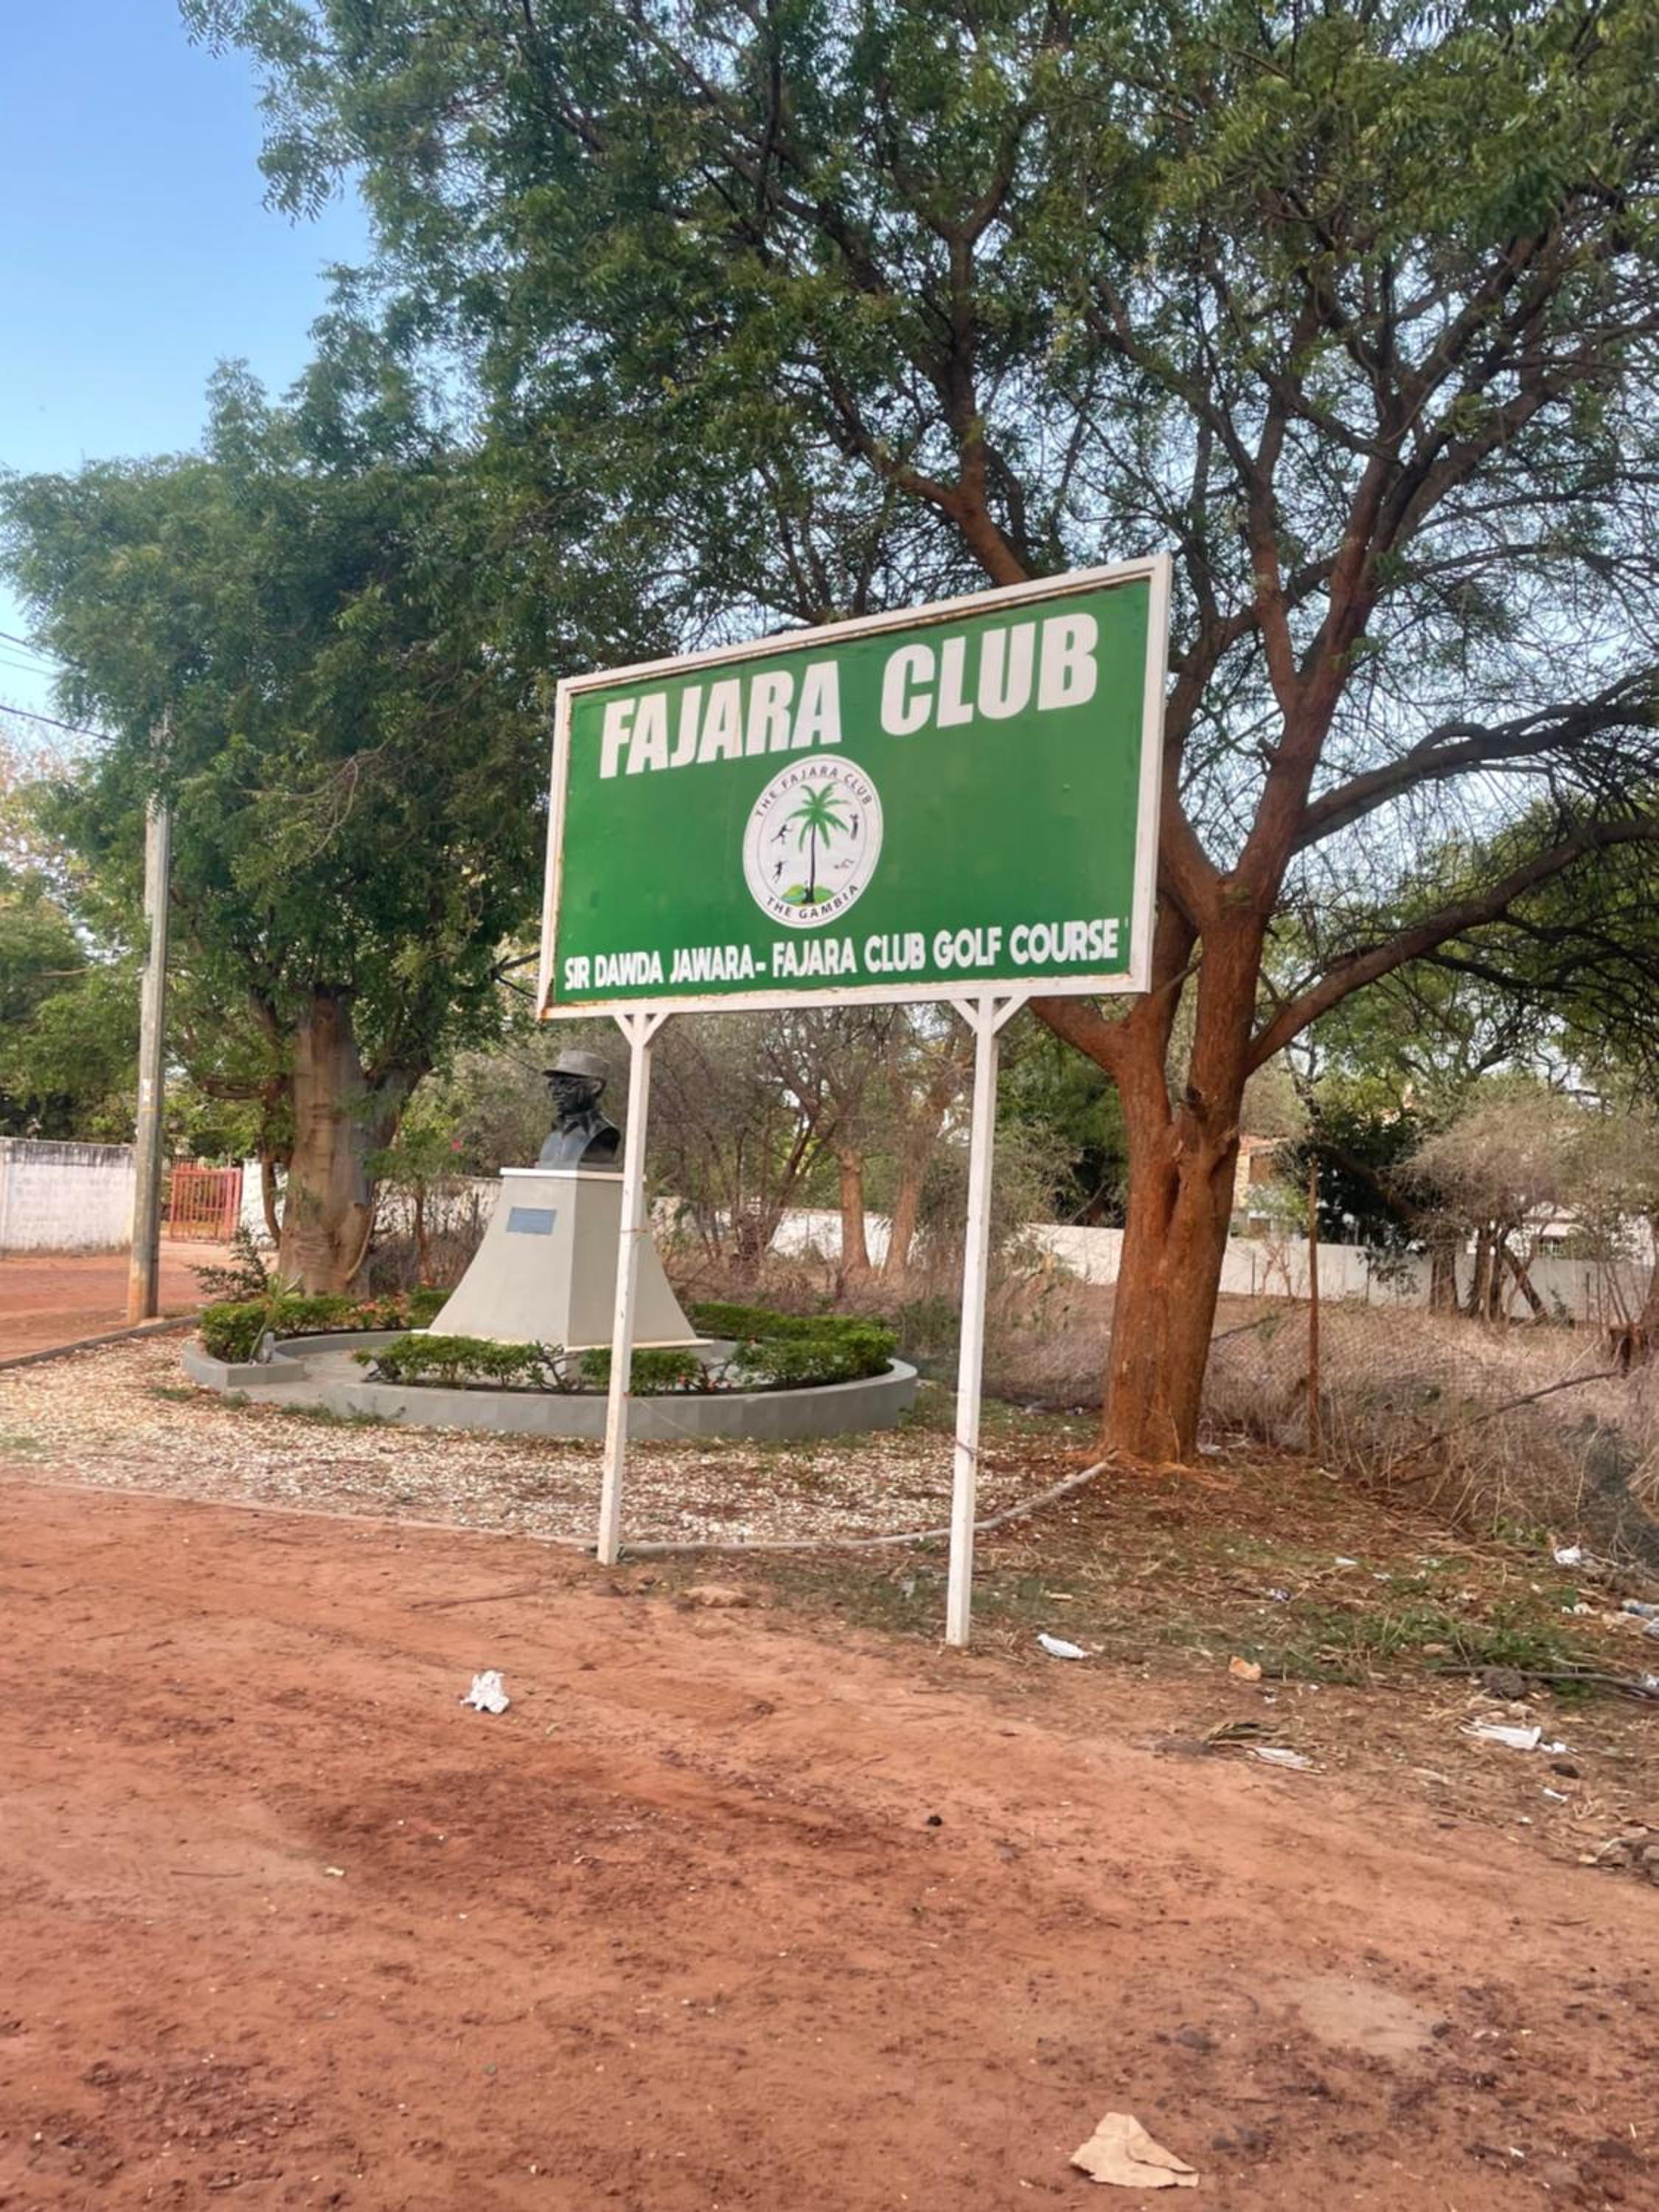 FAJARA CLUB
THE FAJARA CLUB
THE GAMBIA
SIR DAWDA JAWARA- FAJARA CLUB GOLF COURSE